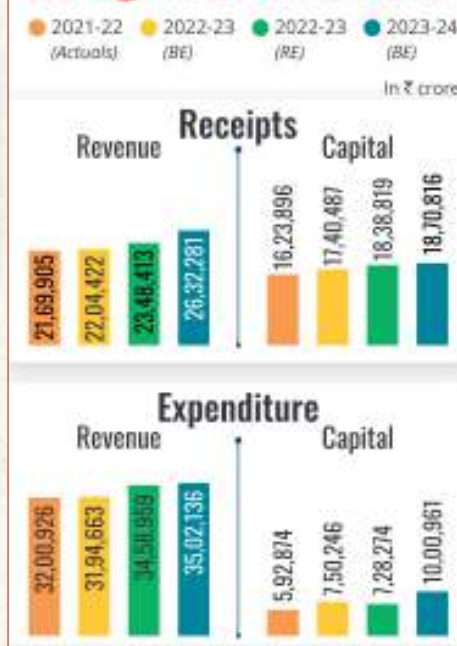 2021-22 2022-23 2022-23 2023-24
(Actuals) (BE) (RE) (BE)
In ₹ crore
Receipts
Revenue Capital
21,69,905 22,04,422 23,48,413 26,32,281 16,23,896 17,40,487 18,38,819 18,70,816
Expenditure
Revenue Capital
32,00,926 31,94,663 34,58,959 35,02,136 5,92,874 7,50,246 7,28,274 10,00,961